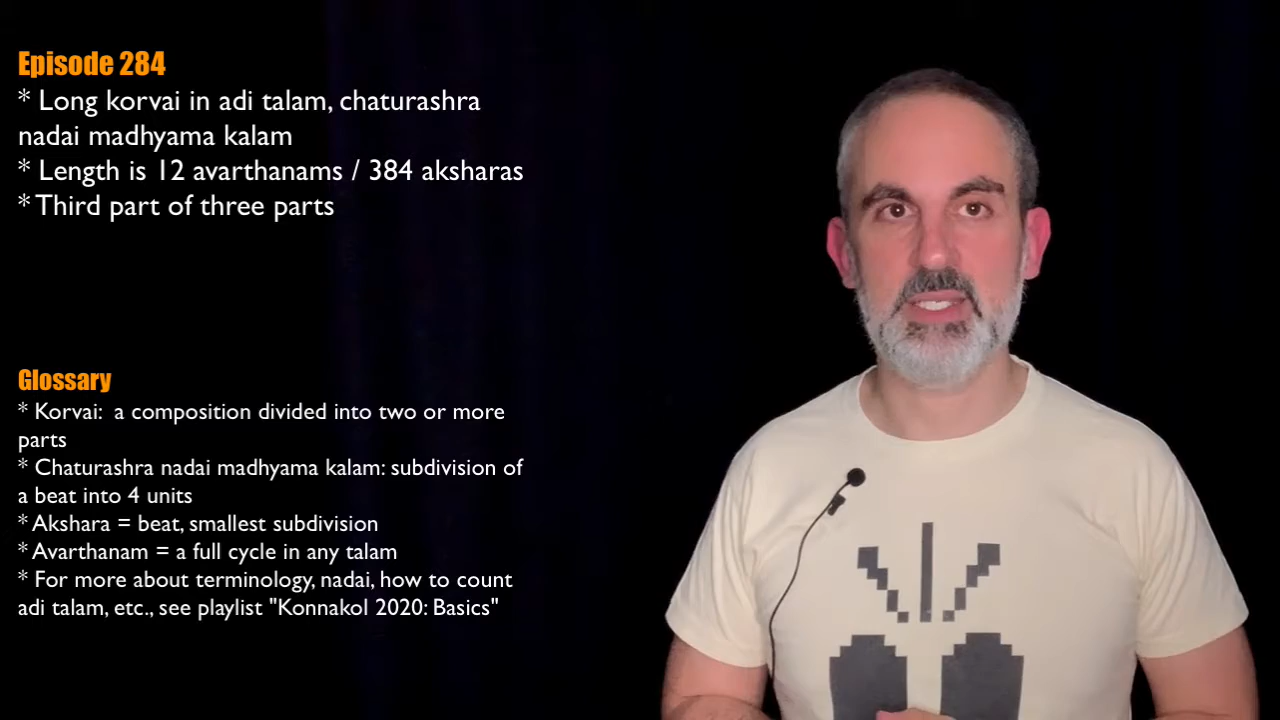 Episode 284
* Long korvai in adi talam, chaturashra
nadai madhyama kalam
* Length is 12 avarthanams / 384 aksharas
* Third part of three parts
Glossary
* Korvai:  a composition divided into two or more
parts
* Chaturashra nadai madhyama kalam: subdivision of
a beat into 4 units
* Akshara = beat, smallest subdivision
* Avarthanam = a full cycle in any talam
* For more about terminology, nadai, how to count
adi talam, etc., see playlist "Konnakol 2020: Basics"